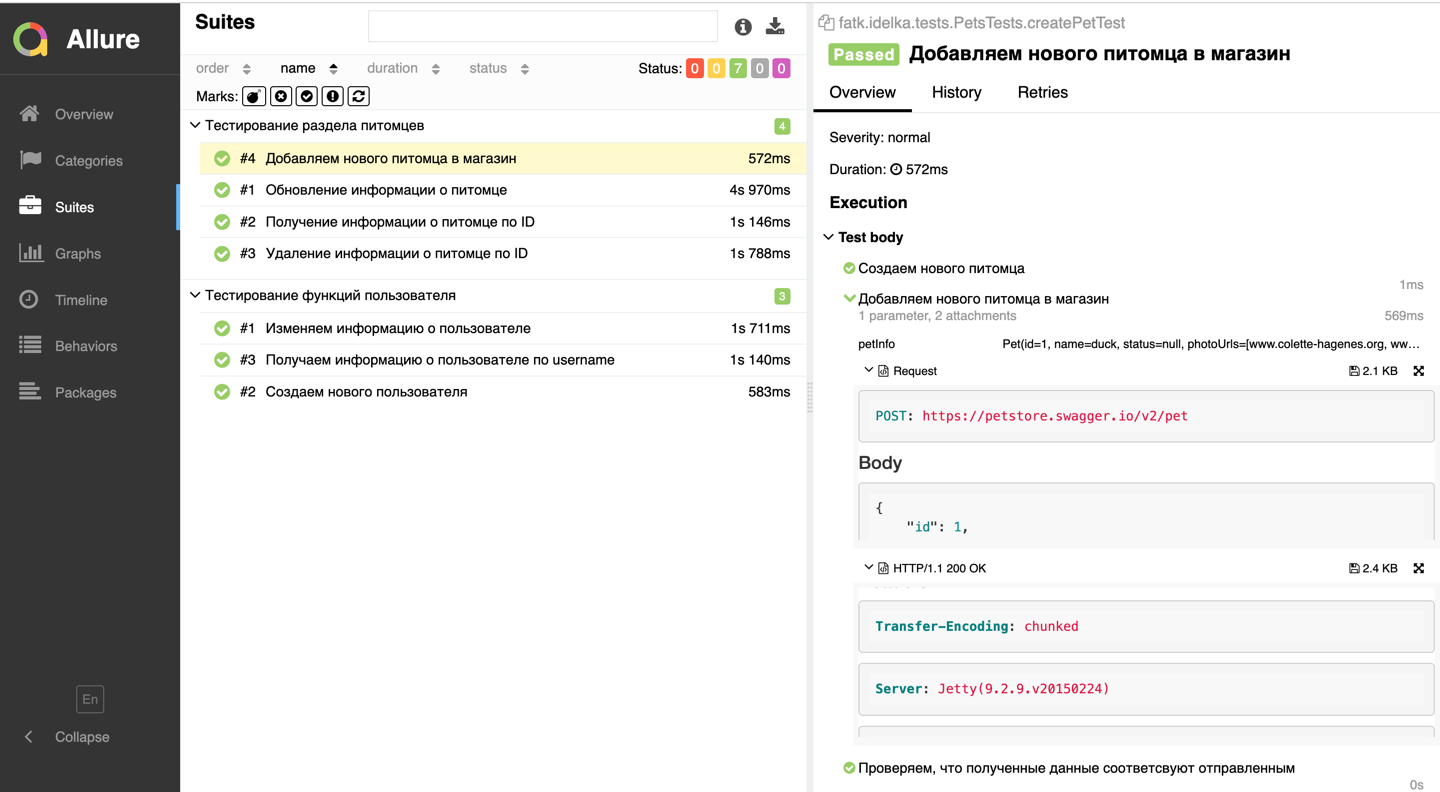 Allure
Overview
Categories
Suites
Graphs
Timeline
Behaviors
Packages
En
Collapse
Suites
order name duration status Status: 0 0 7 0 0
Marks:
Тестирование раздела питомцев 4
#4 Добавляем нового питомца в магазин 572ms
#1 Обновление информации о питомце 4s 970ms
#2 Получение информации о питомце по ID 1s 146ms
#3 Удаление информации о питомце по ID 1s 788ms
Тестирование функций пользователя 3
#1 Изменяем информацию о пользователе 1s 711ms
#3 Получаем информацию о пользователе по username 1s 140ms
#2 Создаем нового пользователя 583ms
fatk.idelka.tests.PetsTests.createPetTest
Passed Добавляем нового питомца в магазин
Overview History Retries
Severity: normal
Duration: 572ms
Execution
Test body
Создаем нового питомца
1ms
Добавляем нового питомца в магазин
1 parameter, 2 attachments 569ms
petInfo Pet(id=1, name=duck, status=null, photoUrls=[www.colette-hagenes.org, ww...
Request 2.1 KB
POST: https://petstore.swagger.io/v2/pet
Body
{
"id": 1,
HTTP/1.1 200 OK 2.4 KB
Transfer-Encoding: chunked
Server: Jetty(9.2.9.v20150224)
Проверяем, что полученные данные соответсвуют отправленным
0s